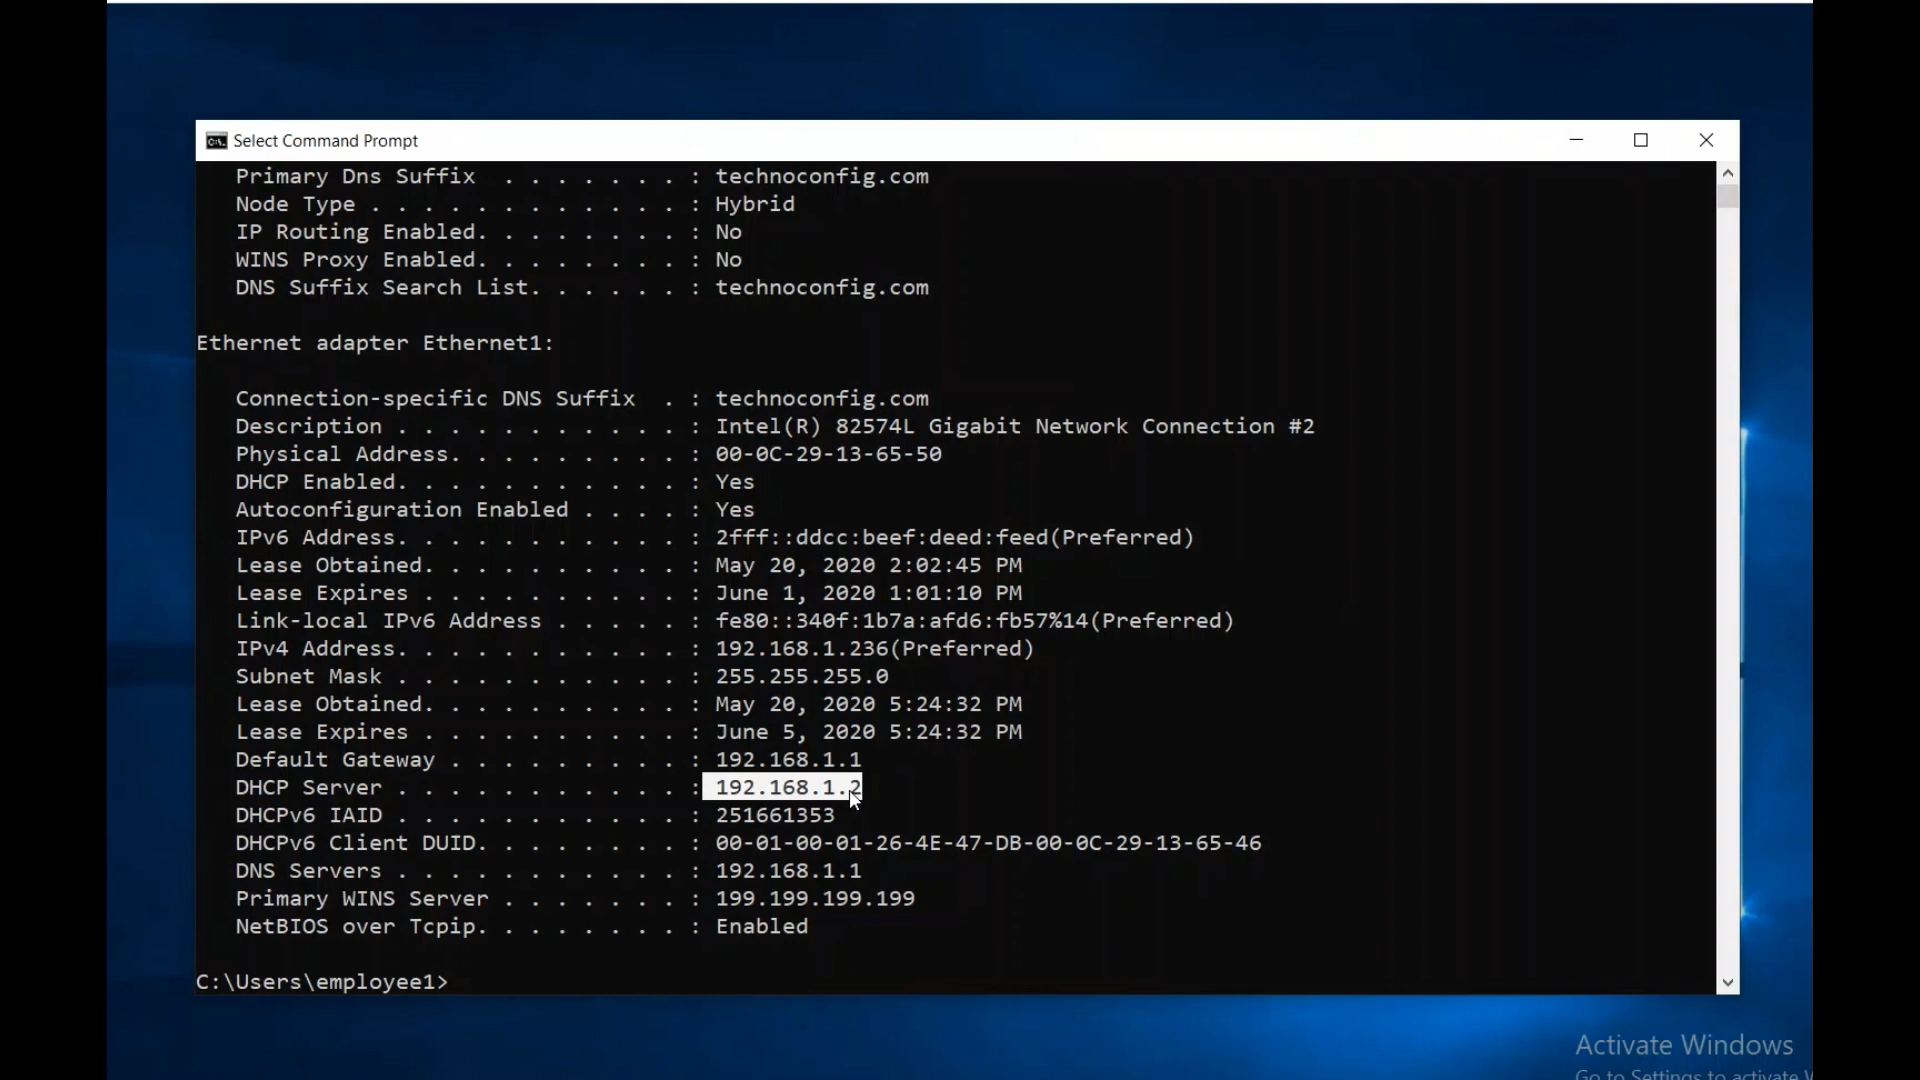 Select Command Prompt
Primary Dns Suffix . . . . . . . : technoconfig.com
Node Type . . . . . . . . . . . . : Hybrid
IP Routing Enabled. . . . . . . . : No
WINS Proxy Enabled. . . . . . . . : No
DNS Suffix Search List. . . . . . : technoconfig.com
Ethernet adapter Ethernet1:
Connection-specific DNS Suffix . : technoconfig.com
Description . . . . . . . . . . . : Intel(R) 82574L Gigabit Network Connection #2
Physical Address. . . . . . . . . : 00-0C-29-13-65-50
DHCP Enabled. . . . . . . . . . . : Yes
Autoconfiguration Enabled . . . . : Yes
IPv6 Address. . . . . . . . . . . : 2fff::ddcc:beef:deed:feed(Preferred)
Lease Obtained. . . . . . . . . . : May 20, 2020 2:02:45 PM
Lease Expires . . . . . . . . . . : June 1, 2020 1:01:10 PM
Link-local IPv6 Address . . . . . : fe80::340f:1b7a:afd6:fb57%14(Preferred)
IPv4 Address. . . . . . . . . . . : 192.168.1.236(Preferred)
Subnet Mask . . . . . . . . . . . : 255.255.255.0
Lease Obtained. . . . . . . . . . : May 20, 2020 5:24:32 PM
Lease Expires . . . . . . . . . . : June 5, 2020 5:24:32 PM
Default Gateway . . . . . . . . . : 192.168.1.1
DHCP Server . . . . . . . . . . . : 192.168.1.2
DHCPv6 IAID . . . . . . . . . . . : 251661353
DHCPv6 Client DUID. . . . . . . . : 00-01-00-01-26-4E-47-DB-00-0C-29-13-65-46
DNS Servers . . . . . . . . . . . : 192.168.1.1
Primary WINS Server . . . . . . . : 199.199.199.199
NetBIOS over Tcpip. . . . . . . . : Enabled
C:\Users\employee1>
Activate Windows
Go to Settings to activate